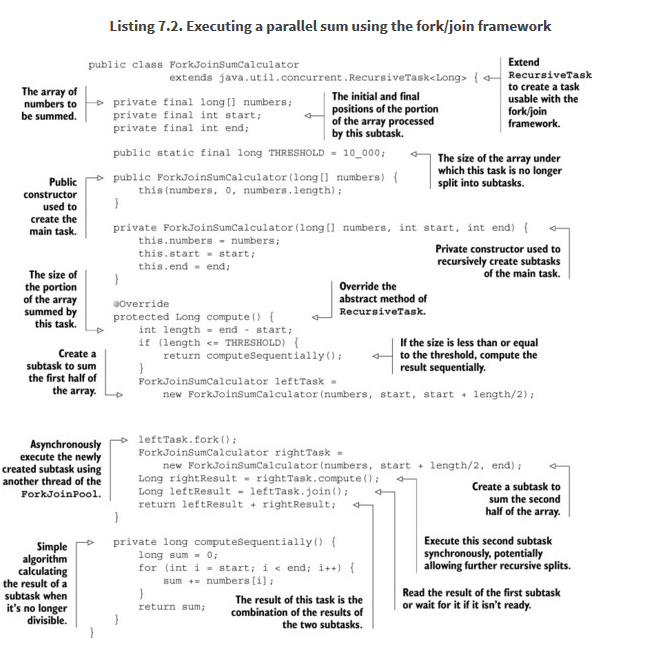 Listing 7.2. Executing a parallel sum using the fork/join framework
public class ForkJoinSumCalculator
extends java.util.concurrent.RecursiveTask<Long> {
Extend
RecursiveTask
to create a task
usable with the
fork/join
framework.
The array of
numbers to
be summed.
private final long[] numbers;
private final int start;
private final int end;
The initial and final
positions of the portion
of the array processed
by this subtask.
public static final long THRESHOLD = 10_000;
The size of the array under
which this task is no longer
split into subtasks.
Public
constructor
used to
create the
main task.
public ForkJoinSumCalculator(long[] numbers) {
this(numbers, 0, numbers.length);
}
private ForkJoinSumCalculator(long[] numbers, int start, int end) {
this.numbers = numbers;
this.start = start;
this.end = end;
}
Private constructor used to
recursively create subtasks
of the main task.
The size of
the portion
of the array
summed by
this task.
@Override
protected Long compute() {
Override the
abstract method of
RecursiveTask.
int length = end - start;
if (length <= THRESHOLD) {
return computeSequentially();
}
If the size is less than or equal
to the threshold, compute the
result sequentially.
Create a
subtask to sum
the first half of
the array.
ForkJoinSumCalculator leftTask =
new ForkJoinSumCalculator(numbers, start, start + length/2);
Asynchronously
execute the newly
created subtask using
another thread of the
ForkJoinPool.
leftTask.fork();
ForkJoinSumCalculator rightTask =
new ForkJoinSumCalculator(numbers, start + length/2, end);
Long rightResult = rightTask.compute();
Long leftResult = leftTask.join();
return leftResult + rightResult;
}
Create a subtask to
sum the second
half of the array.
Execute this second subtask
synchronously, potentially
allowing further recursive splits.
Read the result of the first subtask
or wait for it if it isn't ready.
The result of this task is the
combination of the results of
the two subtasks.
Simple
algorithm
calculating
the result of a
subtask when
it's no longer
divisible.
private long computeSequentially() {
long sum = 0;
for (int i = start; i < end; i++) {
sum += numbers[i];
}
return sum;
}
}